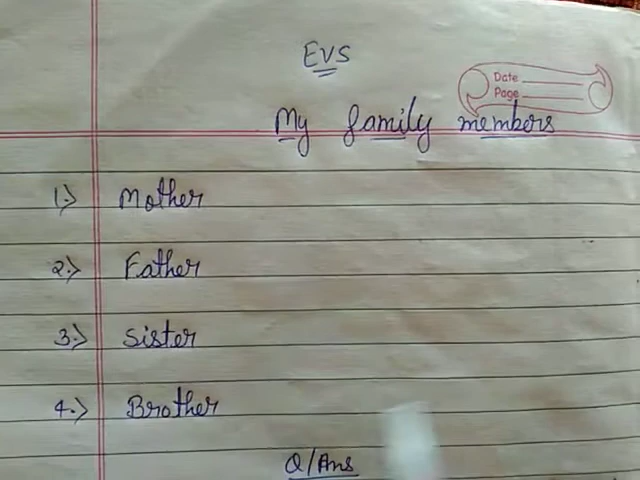 EVS
Date
Page
My family members
1.> Mother
2.> Father
3.> Sister
4.> Brother
Q/Ans